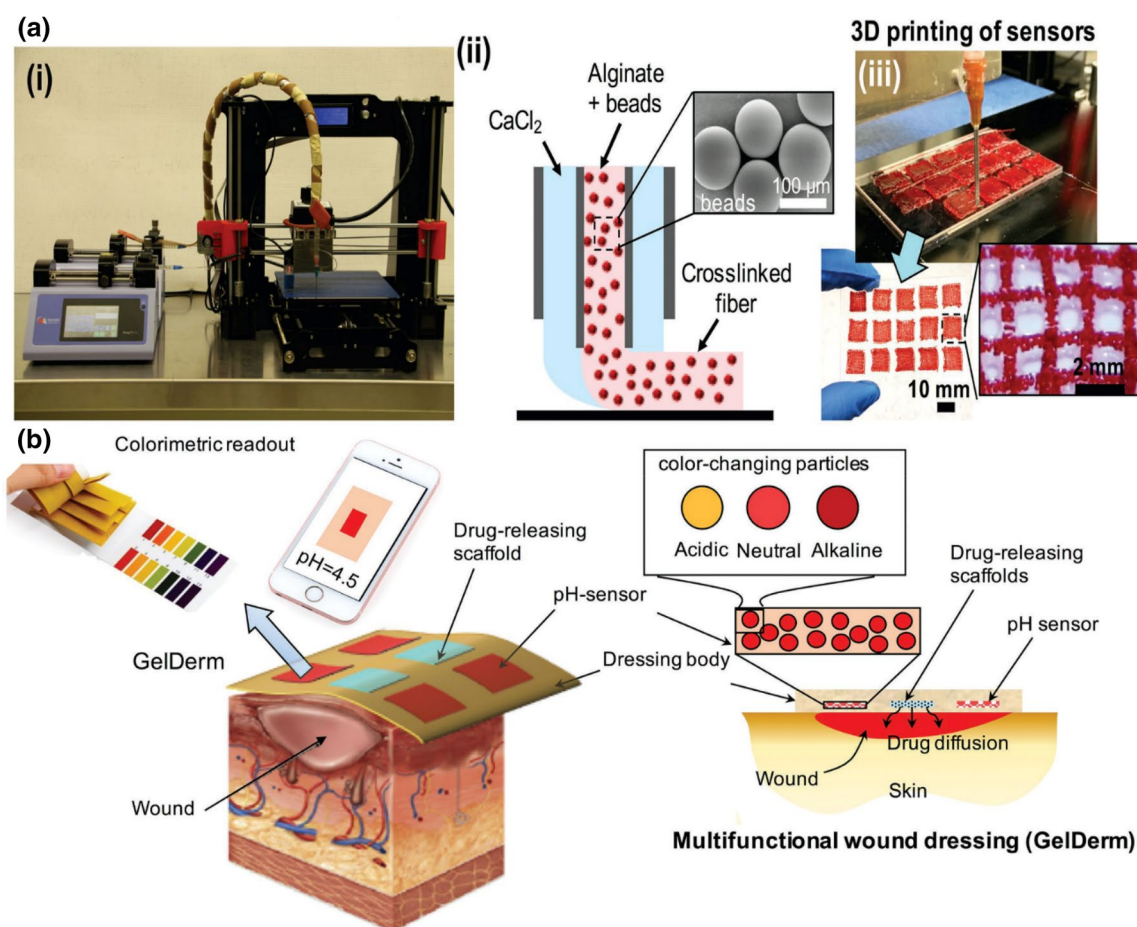 (a)
(i)
(ii)
Alginate
+ beads
CaCl₂
beads
100 µm
Crosslinked
fiber
3D printing of sensors
(iii)
10 mm
2 mm
(b)
Colorimetric readout
pH=4.5
Drug-releasing
scaffold
pH-sensor
GelDerm
Dressing body
Wound
color-changing particles
Acidic Neutral Alkaline
Drug-releasing
scaffolds
pH sensor
Drug diffusion
Wound
Skin
Multifunctional wound dressing (GelDerm)